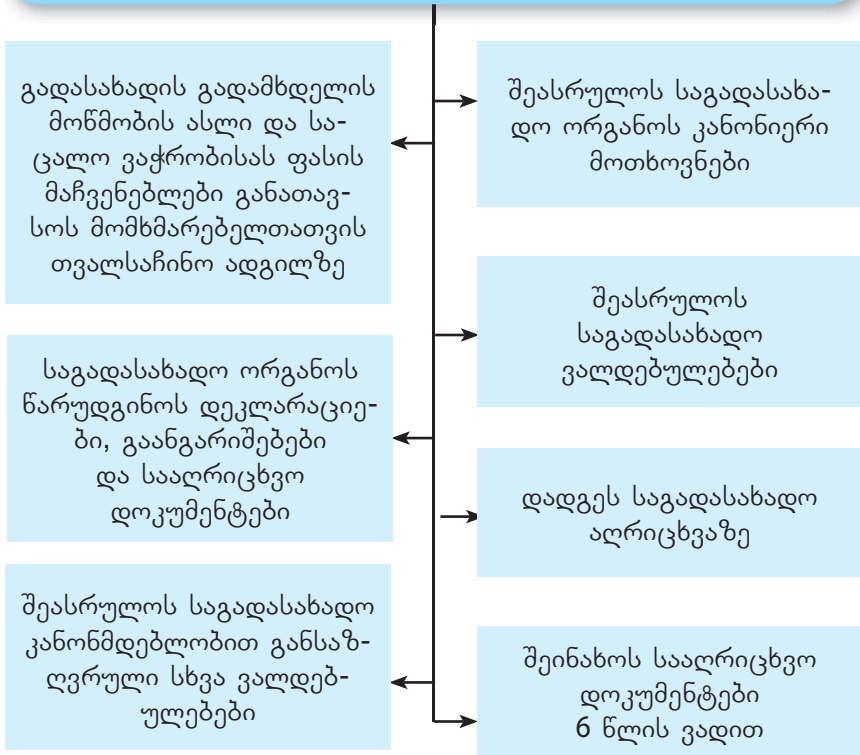 გადასახადის გადამხდელის
მოწმობის ასლი და სა-
ცალო ვაჭრობისას ფასის
მაჩვენებლები განათავ-
სოს მომხმარებელთათვის
თვალსაჩინო ადგილზე
შეასრულოს საგადასახა-
დო ორგანოს კანონიერი
მოთხოვნები
შეასრულოს
საგადასახადო
ვალდებულებები
საგადასახადო ორგანოს
წარუდგინოს დეკლარაციე-
ბი, გაანგარიშებები
და სააღრიცხვო
დოკუმენტები
დადგეს საგადასახადო
აღრიცხვაზე
შეასრულოს საგადასახადო
კანონმდებლობით განსაზ-
ღვრული სხვა ვალდებ-
ულებები
შეინახოს სააღრიცხვო
დოკუმენტები
6 წლის ვადით